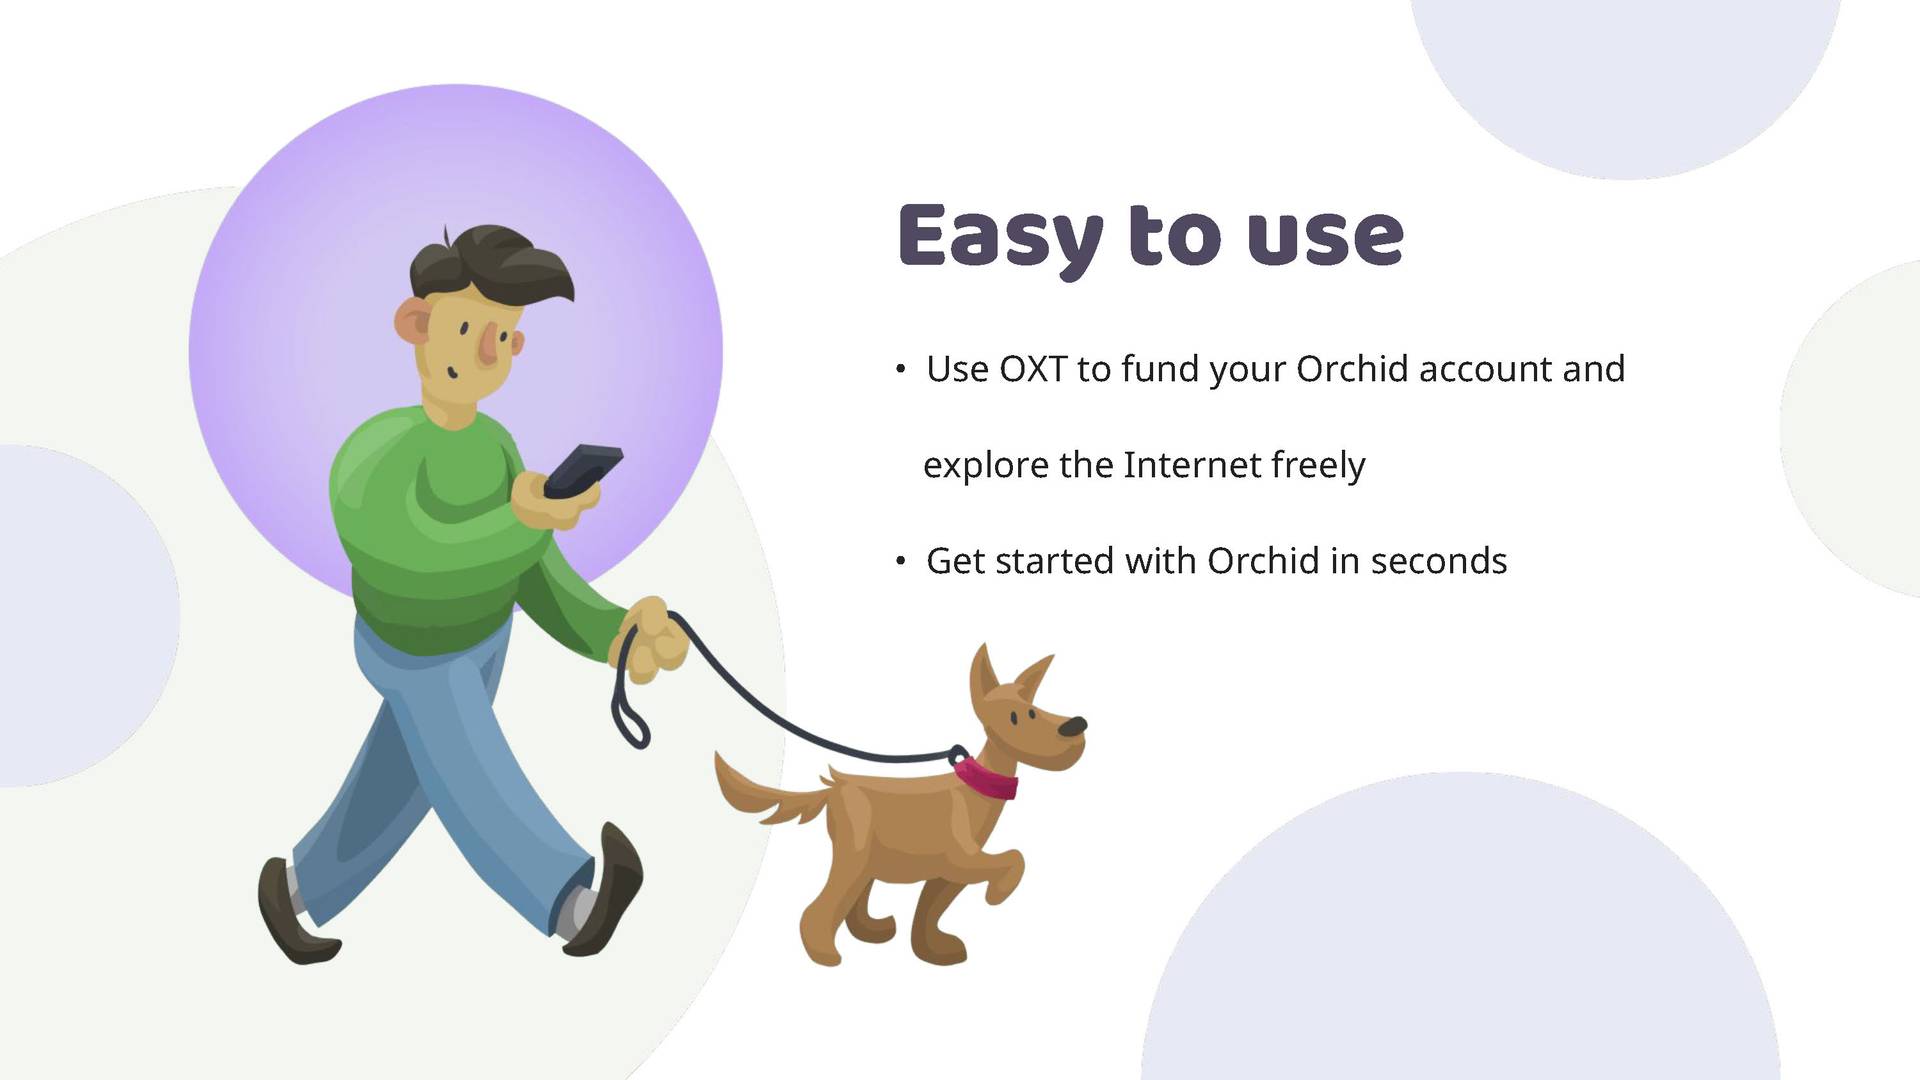 Easy to use
• Use OXT to fund your Orchid account and
explore the Internet freely
• Get started with Orchid in seconds